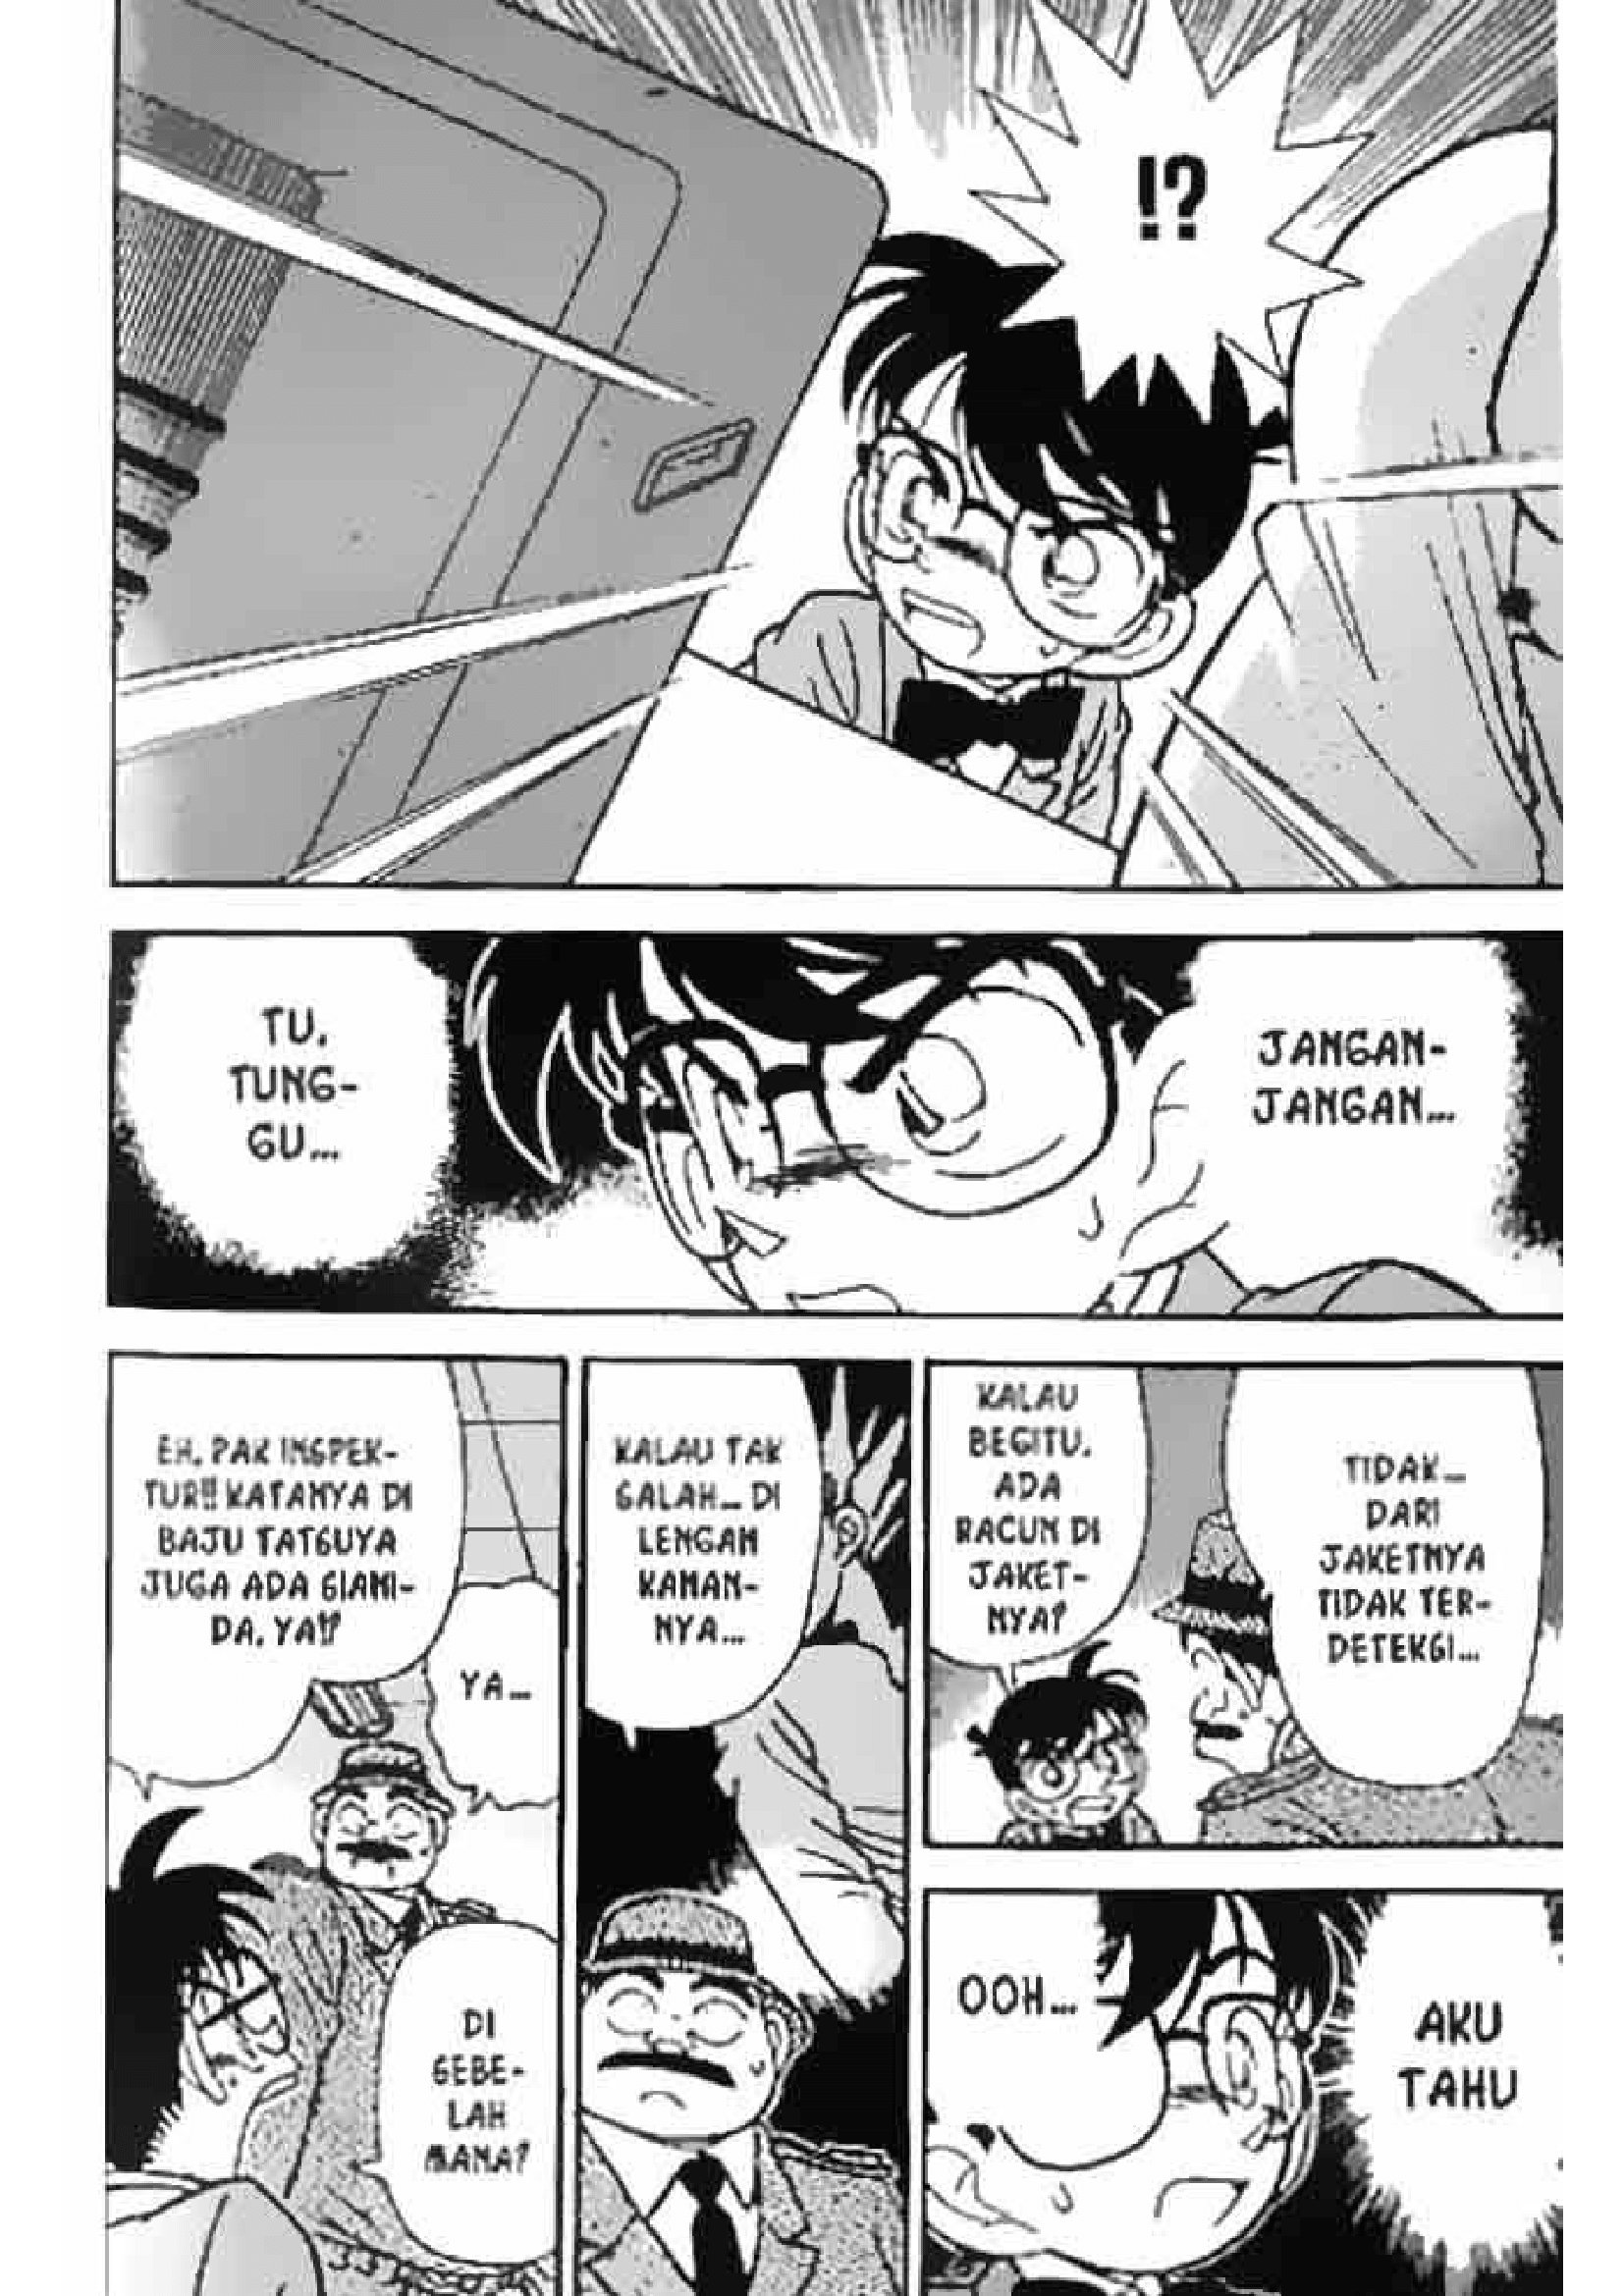 !?
TU,
TUNG-
GU...
JANGAN-
JANGAN...
EH, PAK INSPEK-
TUR!! KATANYA DI
BAJU TATSUYA
JUGA ADA SIANI-
DA, YA!?
YA...
DI
SEBE-
LAH
MANA?
KALAU TAK
SALAH... DI
LENGAN
KANAN-
NYA...
KALAU
BEGITU,
ADA
RACUN DI
JAKET-
NYA?
TIDAK...
DARI
JAKETNYA
TIDAK TER-
DETEKSI...
OOH...
AKU
TAHU